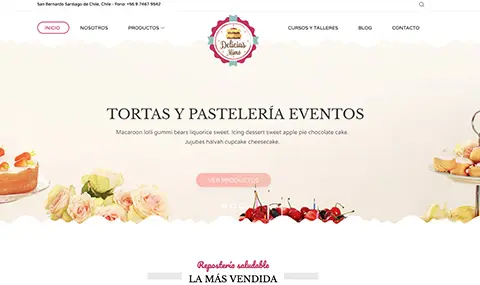 San Bernardo Santiago de Chile, Chile - Fono: +56 9 7467 9642
INICIO
NOSOTROS
PRODUCTOS
Delicias
Mimo
CURSOS Y TALLERES
BLOG
CONTACTO
TORTAS Y PASTELERÍA EVENTOS
Macaroon lolli gummi bears liquorice sweet. Icing dessert sweet apple pie chocolate cake.
Jujubes halvah cupcake cheesecake.
VER PRODUCTOS
Repostería saludable
LA MÁS VENDIDA